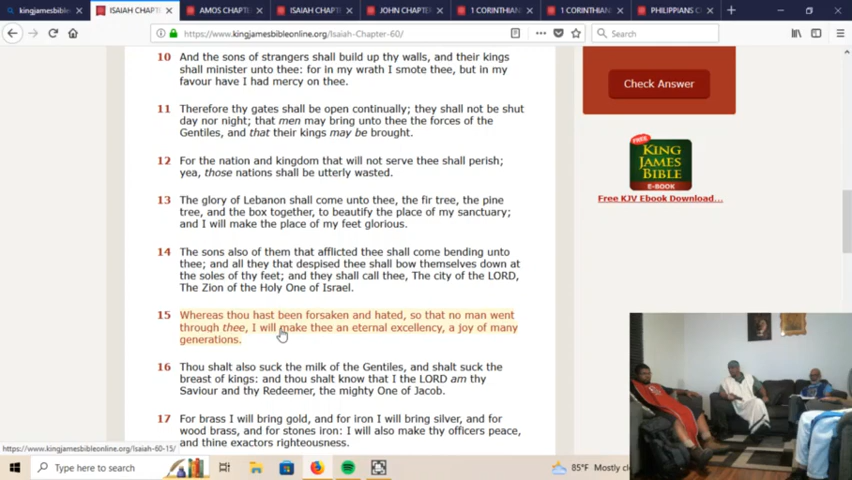 kingjamesbible
ISAIAH CHAPT
AMOS CHAPT
ISAIAH CHAPT
JOHN CHAPTE
1 CORINTHIAN
1 CORINTHIAN
PHILIPPIANS C
https://www.kingjamesbibleonline.org/Isaiah-Chapter-60/
Search
10 And the sons of strangers shall build up thy walls, and their kings
shall minister unto thee: for in my wrath I smote thee, but in my
favour have I had mercy on thee.
11 Therefore thy gates shall be open continually; they shall not be shut
day nor night; that men may bring unto thee the forces of the
Gentiles, and that their kings may be brought.
12 For the nation and kingdom that will not serve thee shall perish;
yea, those nations shall be utterly wasted.
13 The glory of Lebanon shall come unto thee, the fir tree, the pine
tree, and the box together, to beautify the place of my sanctuary;
and I will make the place of my feet glorious.
14 The sons also of them that afflicted thee shall come bending unto
thee; and all they that despised thee shall bow themselves down at
the soles of thy feet; and they shall call thee, The city of the LORD,
The Zion of the Holy One of Israel.
15 Whereas thou hast been forsaken and hated, so that no man went
through thee, I will make thee an eternal excellency, a joy of many
generations.
16 Thou shalt also suck the milk of the Gentiles, and shalt suck the
breast of kings: and thou shalt know that I the LORD am thy
Saviour and thy Redeemer, the mighty One of Jacob.
17 For brass I will bring gold, and for iron I will bring silver, and for
wood brass, and for stones iron: I will also make thy officers peace,
and thine exactors righteousness.
Check Answer
FREE
KING
JAMES
BIBLE
E-BOOK
Free KJV Ebook Download...
https://www.kingjamesbibleonline.org/Isaiah-60-15/
Type here to search
85°F Mostly cl